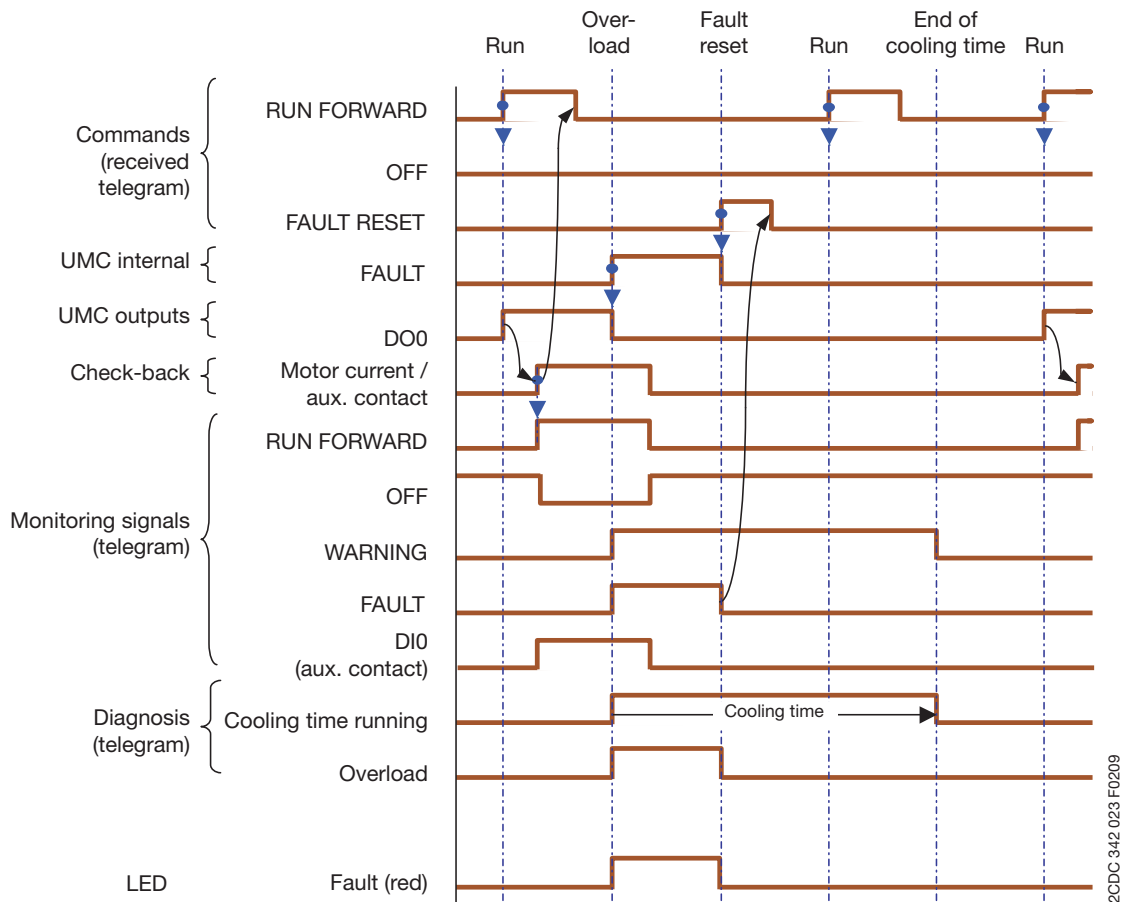 Run
Over-
load
Fault
reset
Run
End of
cooling time
Run
Commands
(received
telegram)
RUN FORWARD
OFF
FAULT RESET
UMC internal
FAULT
UMC outputs
DO0
Check-back
Motor current /
aux. contact
Monitoring signals
(telegram)
RUN FORWARD
OFF
WARNING
FAULT
DI0
(aux. contact)
Diagnosis
(telegram)
Cooling time running
Cooling time
Overload
LED
Fault (red)
2CDC 342 023 F0209